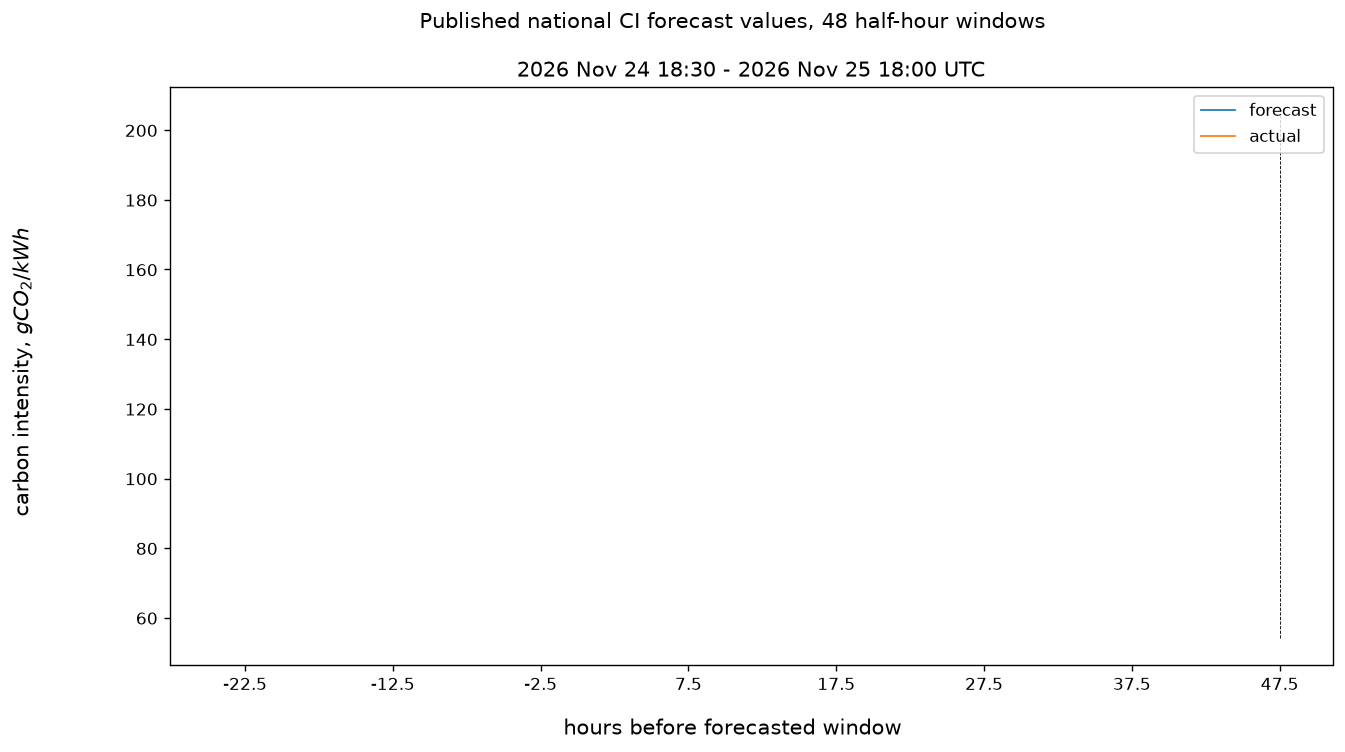 Published national CI forecast values, 48 half-hour windows
2026 Nov 24 18:30 - 2026 Nov 25 18:00 UTC
forecast
actual
200
180
160
140
120
100
80
60
carbon intensity, gCO₂/kWh
-22.5 -12.5 -2.5 7.5 17.5 27.5 37.5 47.5
hours before forecasted window